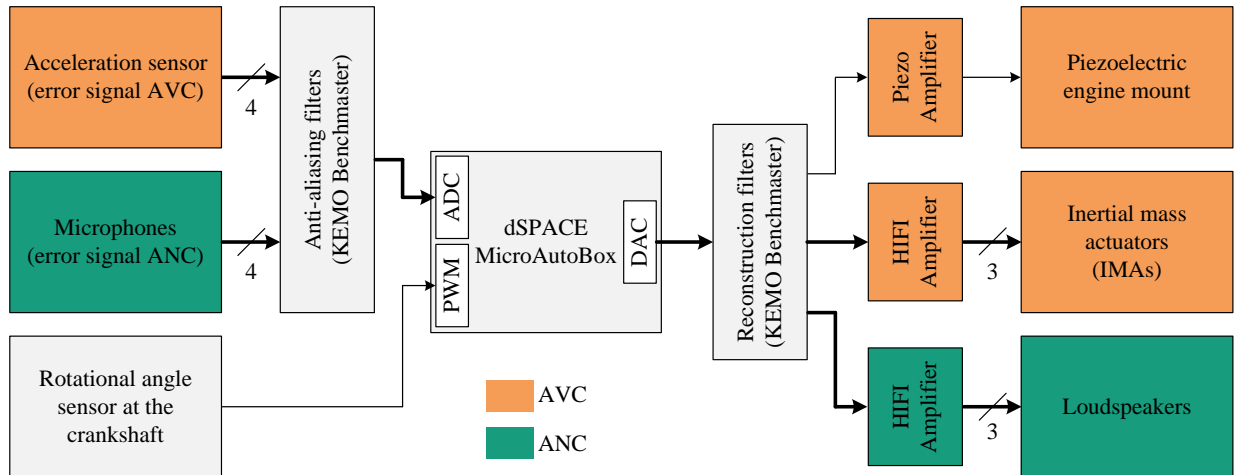 Acceleration sensor
(error signal AVC)
4
Microphones
(error signal ANC)
4
Rotational angle
sensor at the
crankshaft
Anti-aliasing filters
(KEMO Benchmaster)
ADC
PWM
dSPACE
MicroAutoBox
DAC
Reconstruction filters
(KEMO Benchmaster)
Piezo
Amplifier
Piezoelectric
engine mount
HIFI
Amplifier
3
Inertial mass
actuators
(IMAs)
HIFI
Amplifier
3
Loudspeakers
AVC
ANC